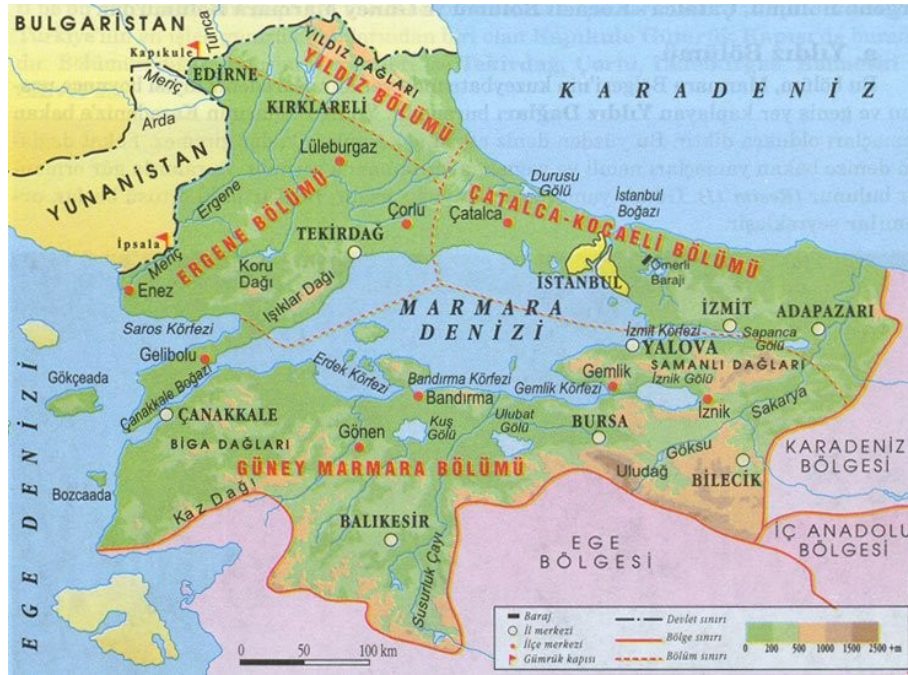 BULGARİSTAN
Kapıkule
Tunca
EDİRNE
Meriç
Arda
YILDIZ DAĞLARI
YILDIZ BÖLÜMÜ
KIRKLARELİ
KARADENİZ
YUNANİSTAN
Lüleburgaz
Ergene
ERGENE BÖLÜMÜ
Çorlu
Çatalca
Durusu
Gölü
ÇATALCA-KOCAELİ BÖLÜMÜ
İstanbul
Boğazı
İpsala
Meriç
Enez
TEKİRDAĞ
Koru
Dağı
Işıklar Dağı
İSTANBUL
Ömerli
Barajı
MARMARA
DENİZİ
İZMİT
ADAPAZARI
Saros Körfezi
İzmit Körfezi
Sapanca
Gölü
YALOVA
SAMANLI DAĞLARI
Gelibolu
Gökçeada
Çanakkale Boğazı
Erdek Körfezi
Bandırma Körfezi
Gemlik Körfezi
Gemlik
İznik Gölü
İznik
Sakarya
Bandırma
ÇANAKKALE
BİGA DAĞLARI
Gönen
Kuş
Gölü
Ulubat
Gölü
BURSA
Göksu
Uludağ
BİLECİK
GÜNEY MARMARA BÖLÜMÜ
KARADENİZ
BÖLGESİ
Bozcaada
Kaz Dağı
BALIKESİR
Susurluk Çayı
EGE
BÖLGESİ
İÇ ANADOLU
BÖLGESİ
EGE DENİZİ
0 50 100 km
Baraj
İl merkezi
İlçe merkezi
Gümrük kapısı
Devlet sınırı
Bölge sınırı
Bölüm sınırı
0 200 500 1000 1500 2500 +m